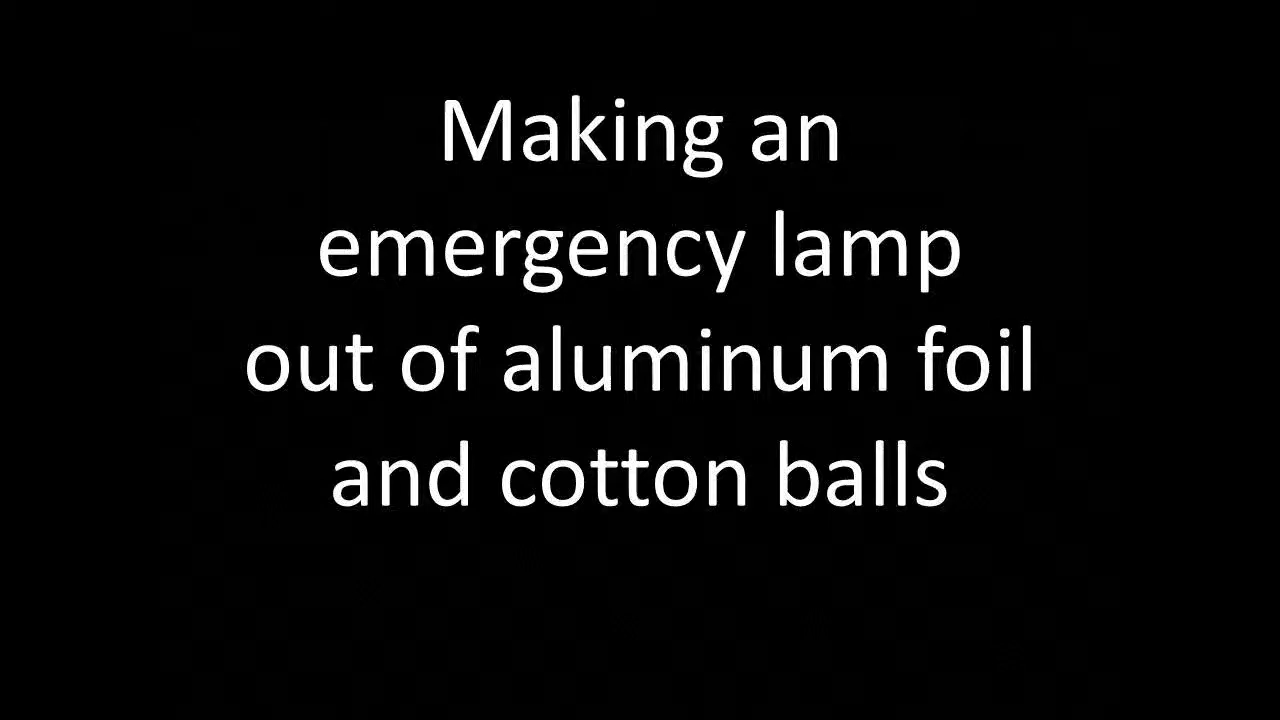 Making an
emergency lamp
out of aluminum foil
and cotton balls